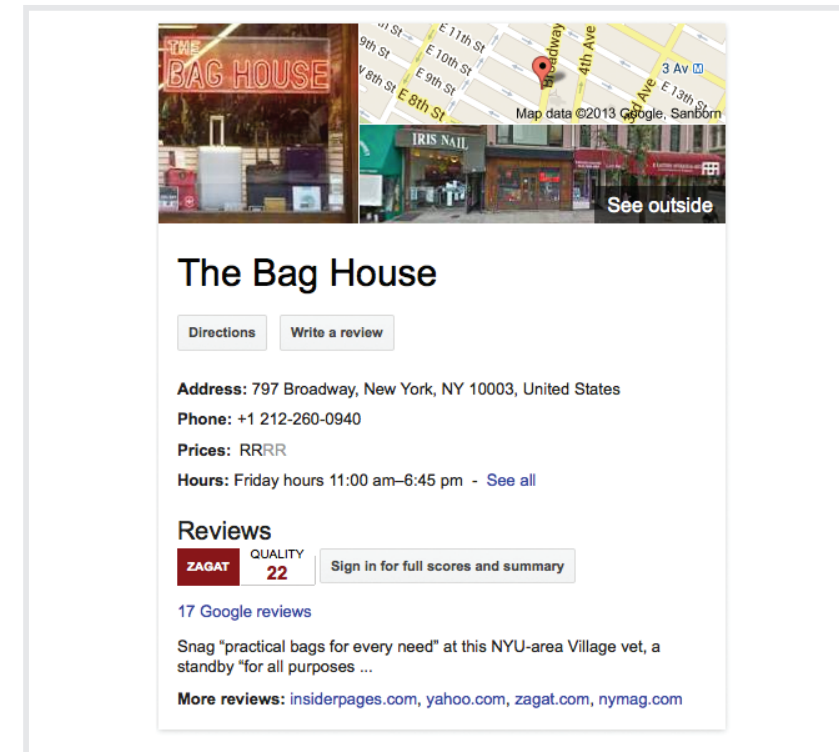 THE
BAG HOUSE
9th St
E 11th St
E 10th St
E 9th St
E 8th St
Broadway
4th Ave
3 Av M
E 13th St
3rd Ave
Map data ©2013 Google, Sanborn
IRIS NAIL
See outside
The Bag House
Directions
Write a review
Address: 797 Broadway, New York, NY 10003, United States
Phone: +1 212-260-0940
Prices: RRRR
Hours: Friday hours 11:00 am–6:45 pm - See all
Reviews
ZAGAT
QUALITY
22
Sign in for full scores and summary
17 Google reviews
Snag “practical bags for every need” at this NYU-area Village vet, a
standby “for all purposes ...
More reviews: insiderpages.com, yahoo.com, zagat.com, nymag.com